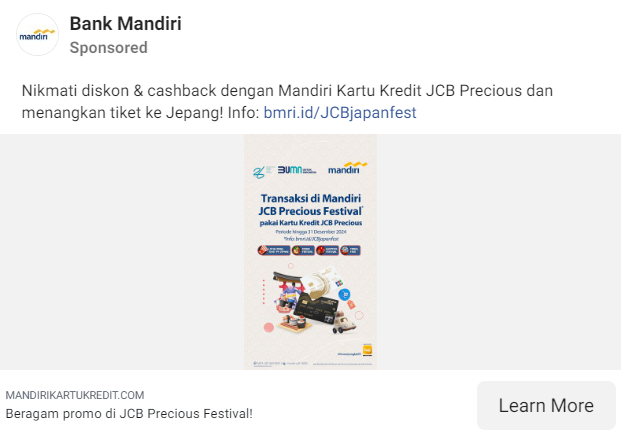 mandiri
Bank Mandiri
Sponsored
Nikmati diskon & cashback dengan Mandiri Kartu Kredit JCB Precious dan
menangkan tiket ke Jepang! Info: bmri.id/JCBjapanfest
BUMN
mandiri
Transaksi di Mandiri
JCB Precious Festival*
pakai Kartu Kredit JCB Precious
Periode hingga 31 Desember 2024
*Info: bmri.id/JCBjapanfest
MANDIRIKARTUKREDIT.COM
Beragam promo di JCB Precious Festival!
Learn More